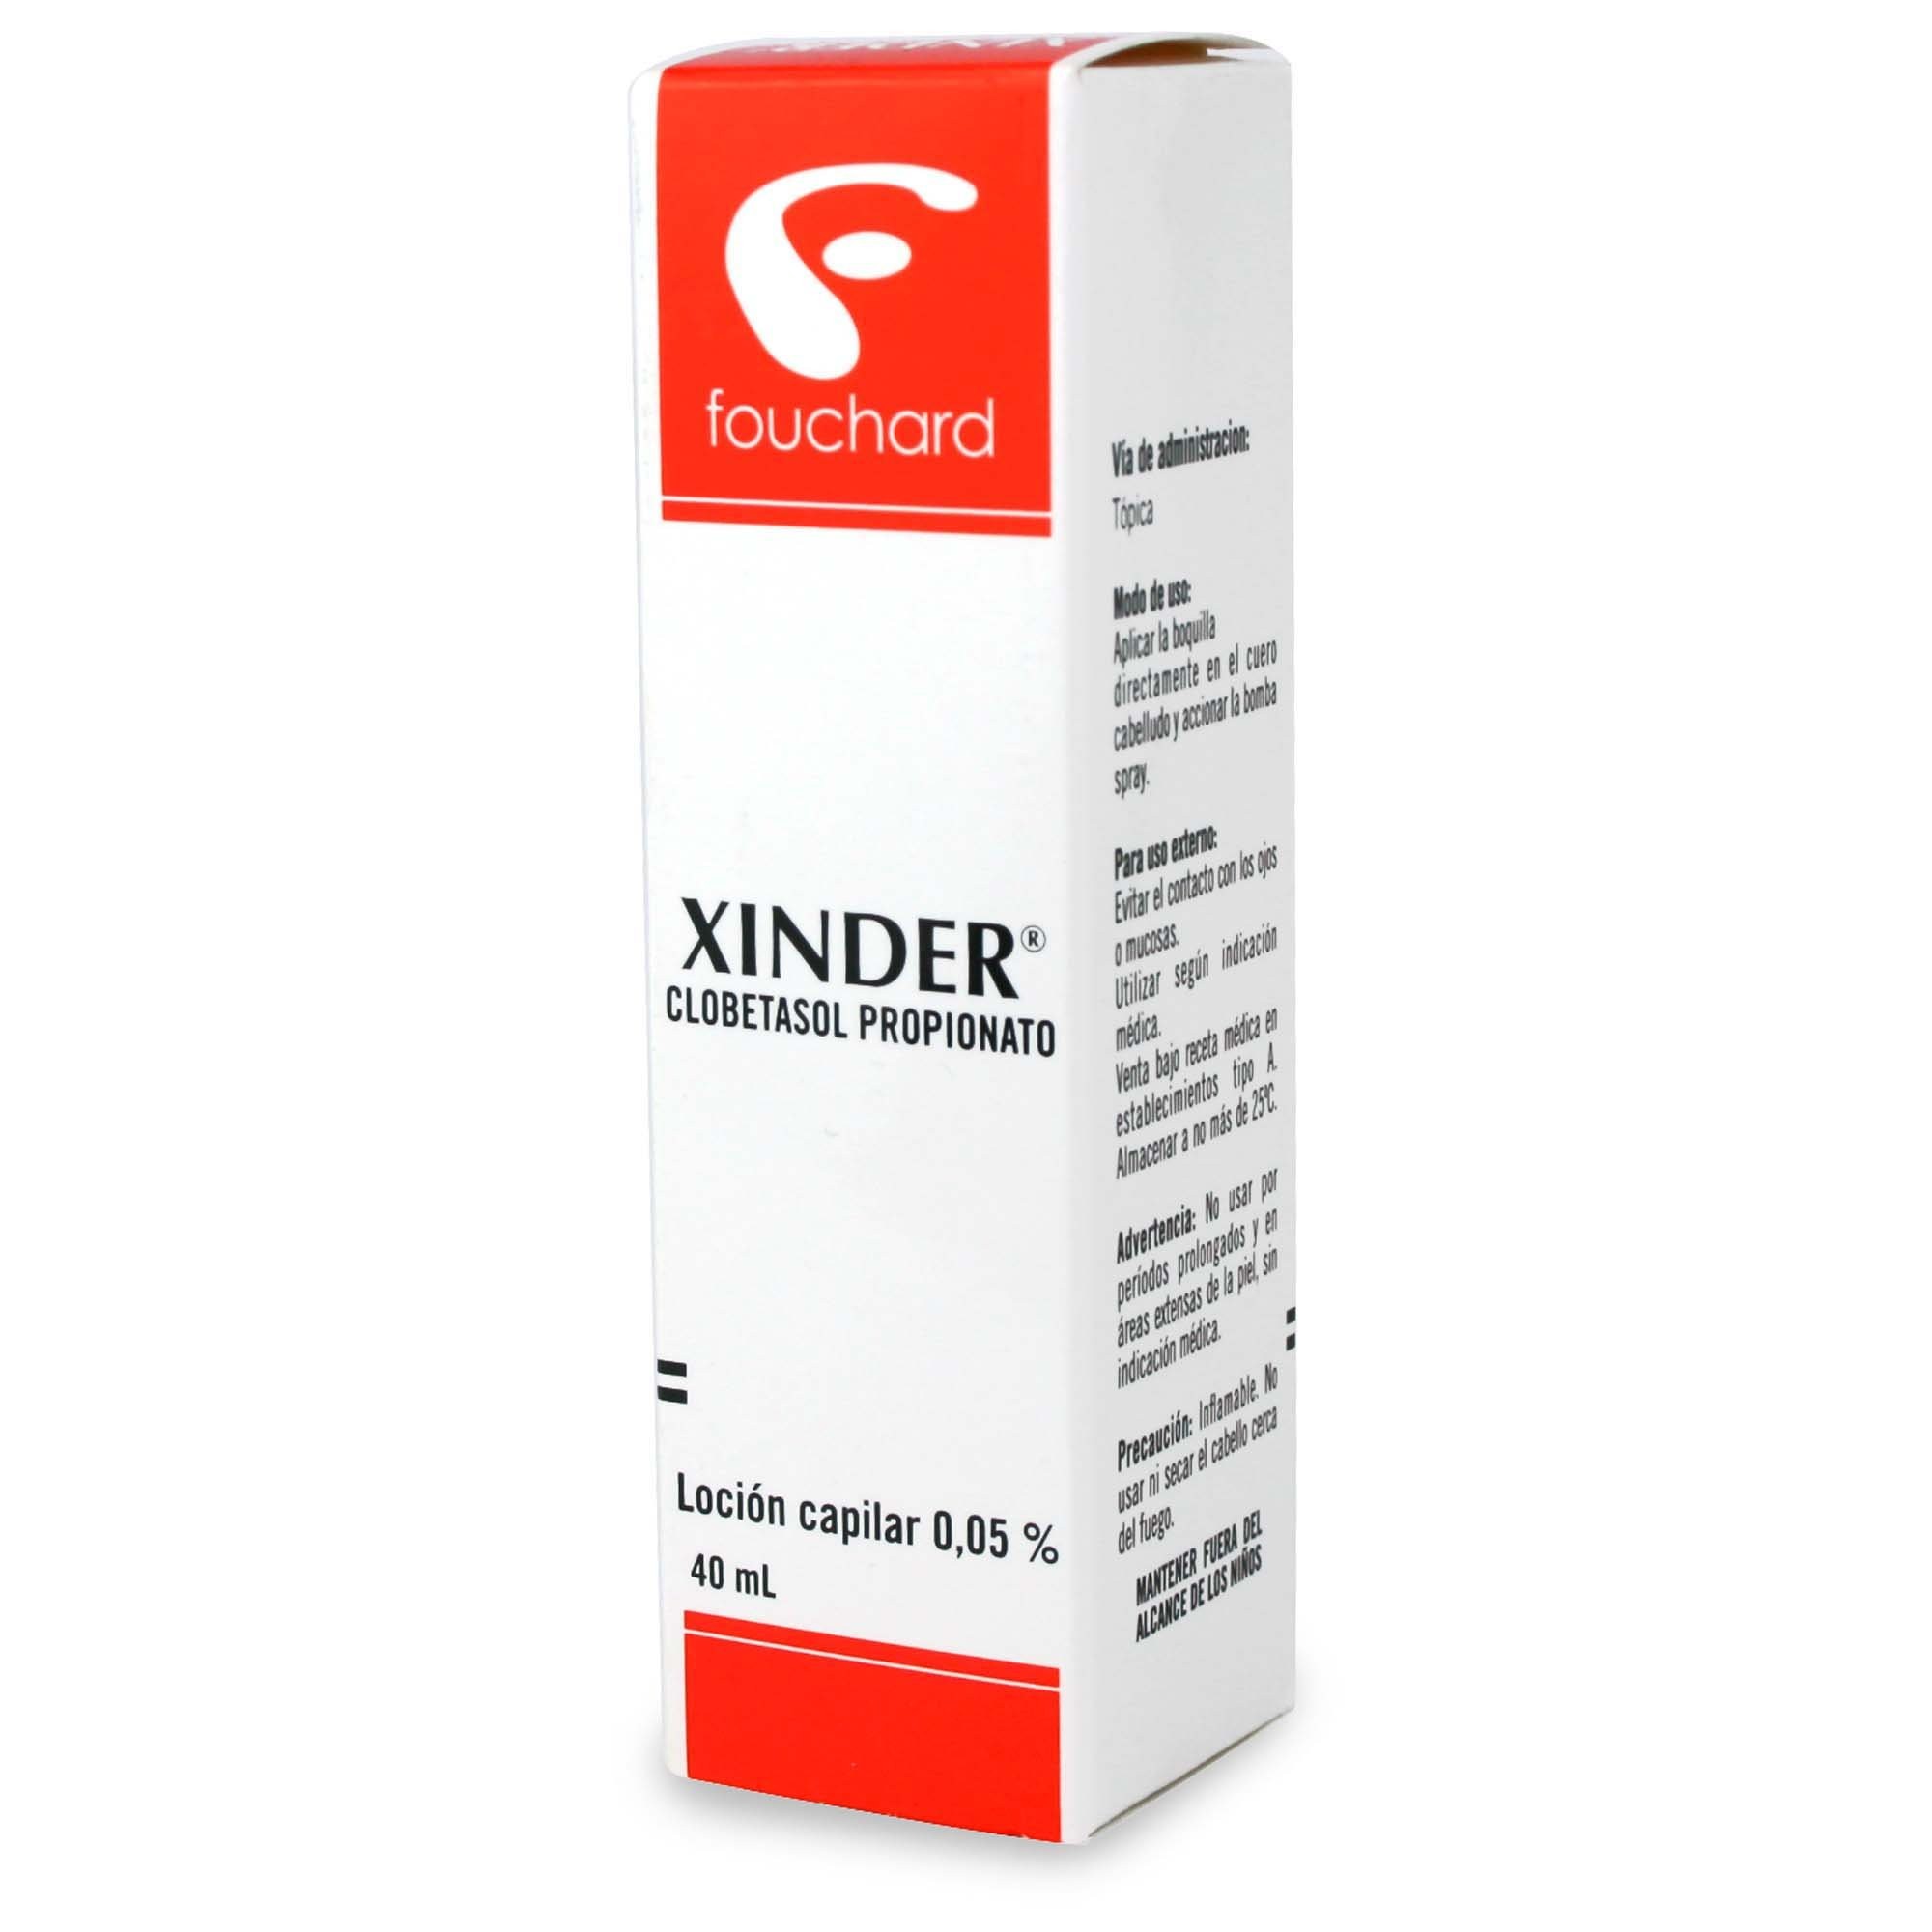 fouchard
XINDER®
CLOBETASOL PROPIONATO
Loción capilar 0,05 %
40 mL
Vía de administracion:
Tópica
Modo de uso:
Aplicar la boquilla
directamente en el cuero
cabelludo y accionar la bomba
spray.
Para uso externo:
Evitar el contacto con los ojos
o mucosas.
Utilizar según indicación
médica.
Venta bajo receta médica en
establecimientos tipo A.
Almacenar a no más de 25°C.
Advertencia: No usar por
períodos prolongados y en
áreas extensas de la piel, sin
indicación médica.
Precaución: Inflamable. No
usar ni secar el cabello cerca
del fuego.
MANTENER FUERA DEL
ALCANCE DE LOS NIÑOS